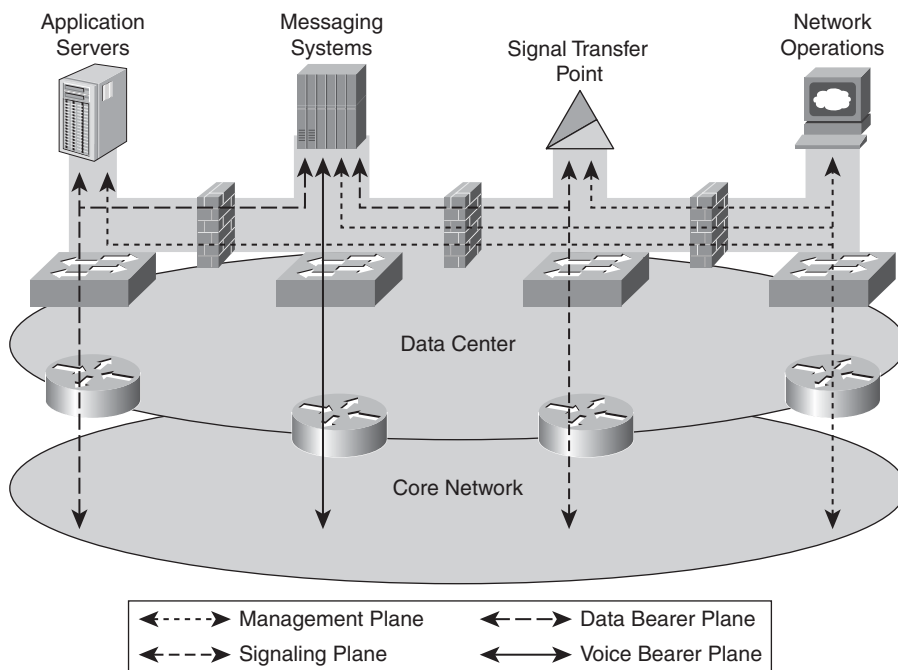 Application
Servers
Messaging
Systems
Signal Transfer
Point
Network
Operations
Data Center
Core Network
Management Plane
Data Bearer Plane
Signaling Plane
Voice Bearer Plane